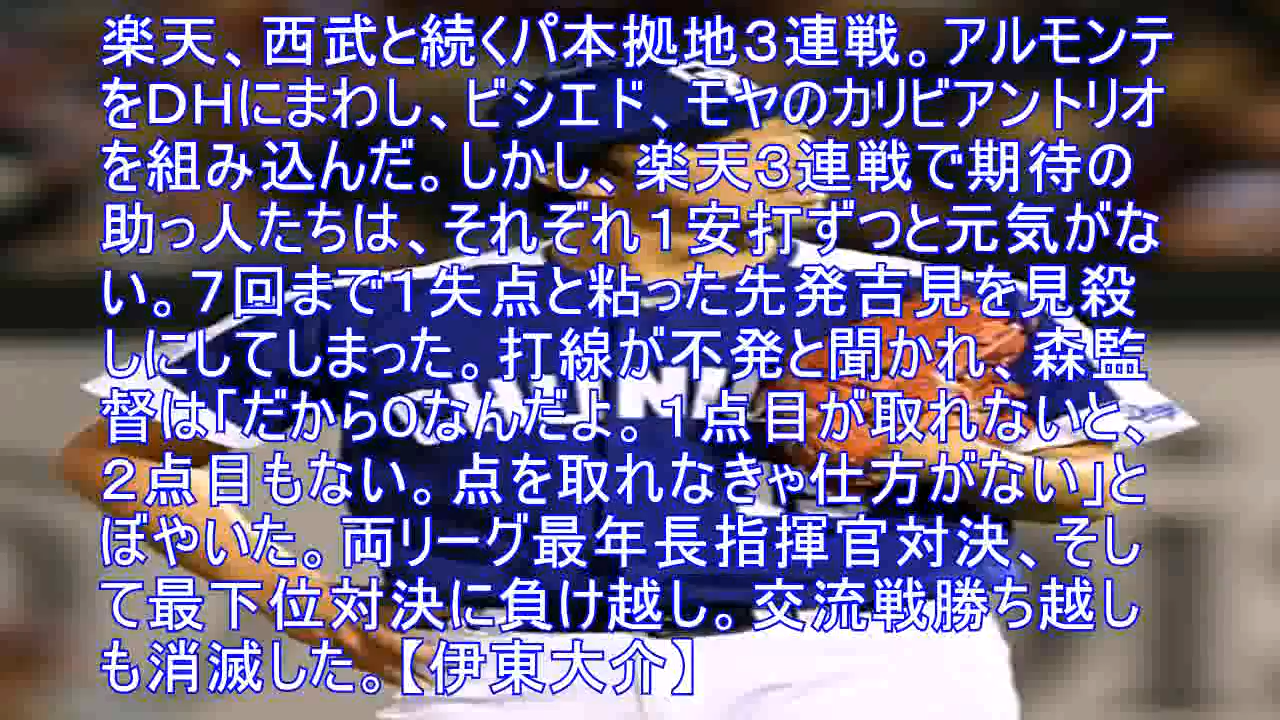 楽天、西武と続くパ本拠地３連戦。アルモンテ
をＤＨにまわし、ビシエド、モヤのカリビアントリオ
を組み込んだ。しかし、楽天３連戦で期待の
助っ人たちは、それぞれ１安打ずつと元気がな
い。７回まで１失点と粘った先発吉見を見殺
しにしてしまった。打線が不発と聞かれ、森監
督は「だから０なんだよ。１点目が取れないと、
２点目もない。点を取れなきゃ仕方がない」と
ぼやいた。両リーグ最年長指揮官対決、そし
て最下位対決に負け越し。交流戦勝ち越し
も消滅した。【伊東大介】